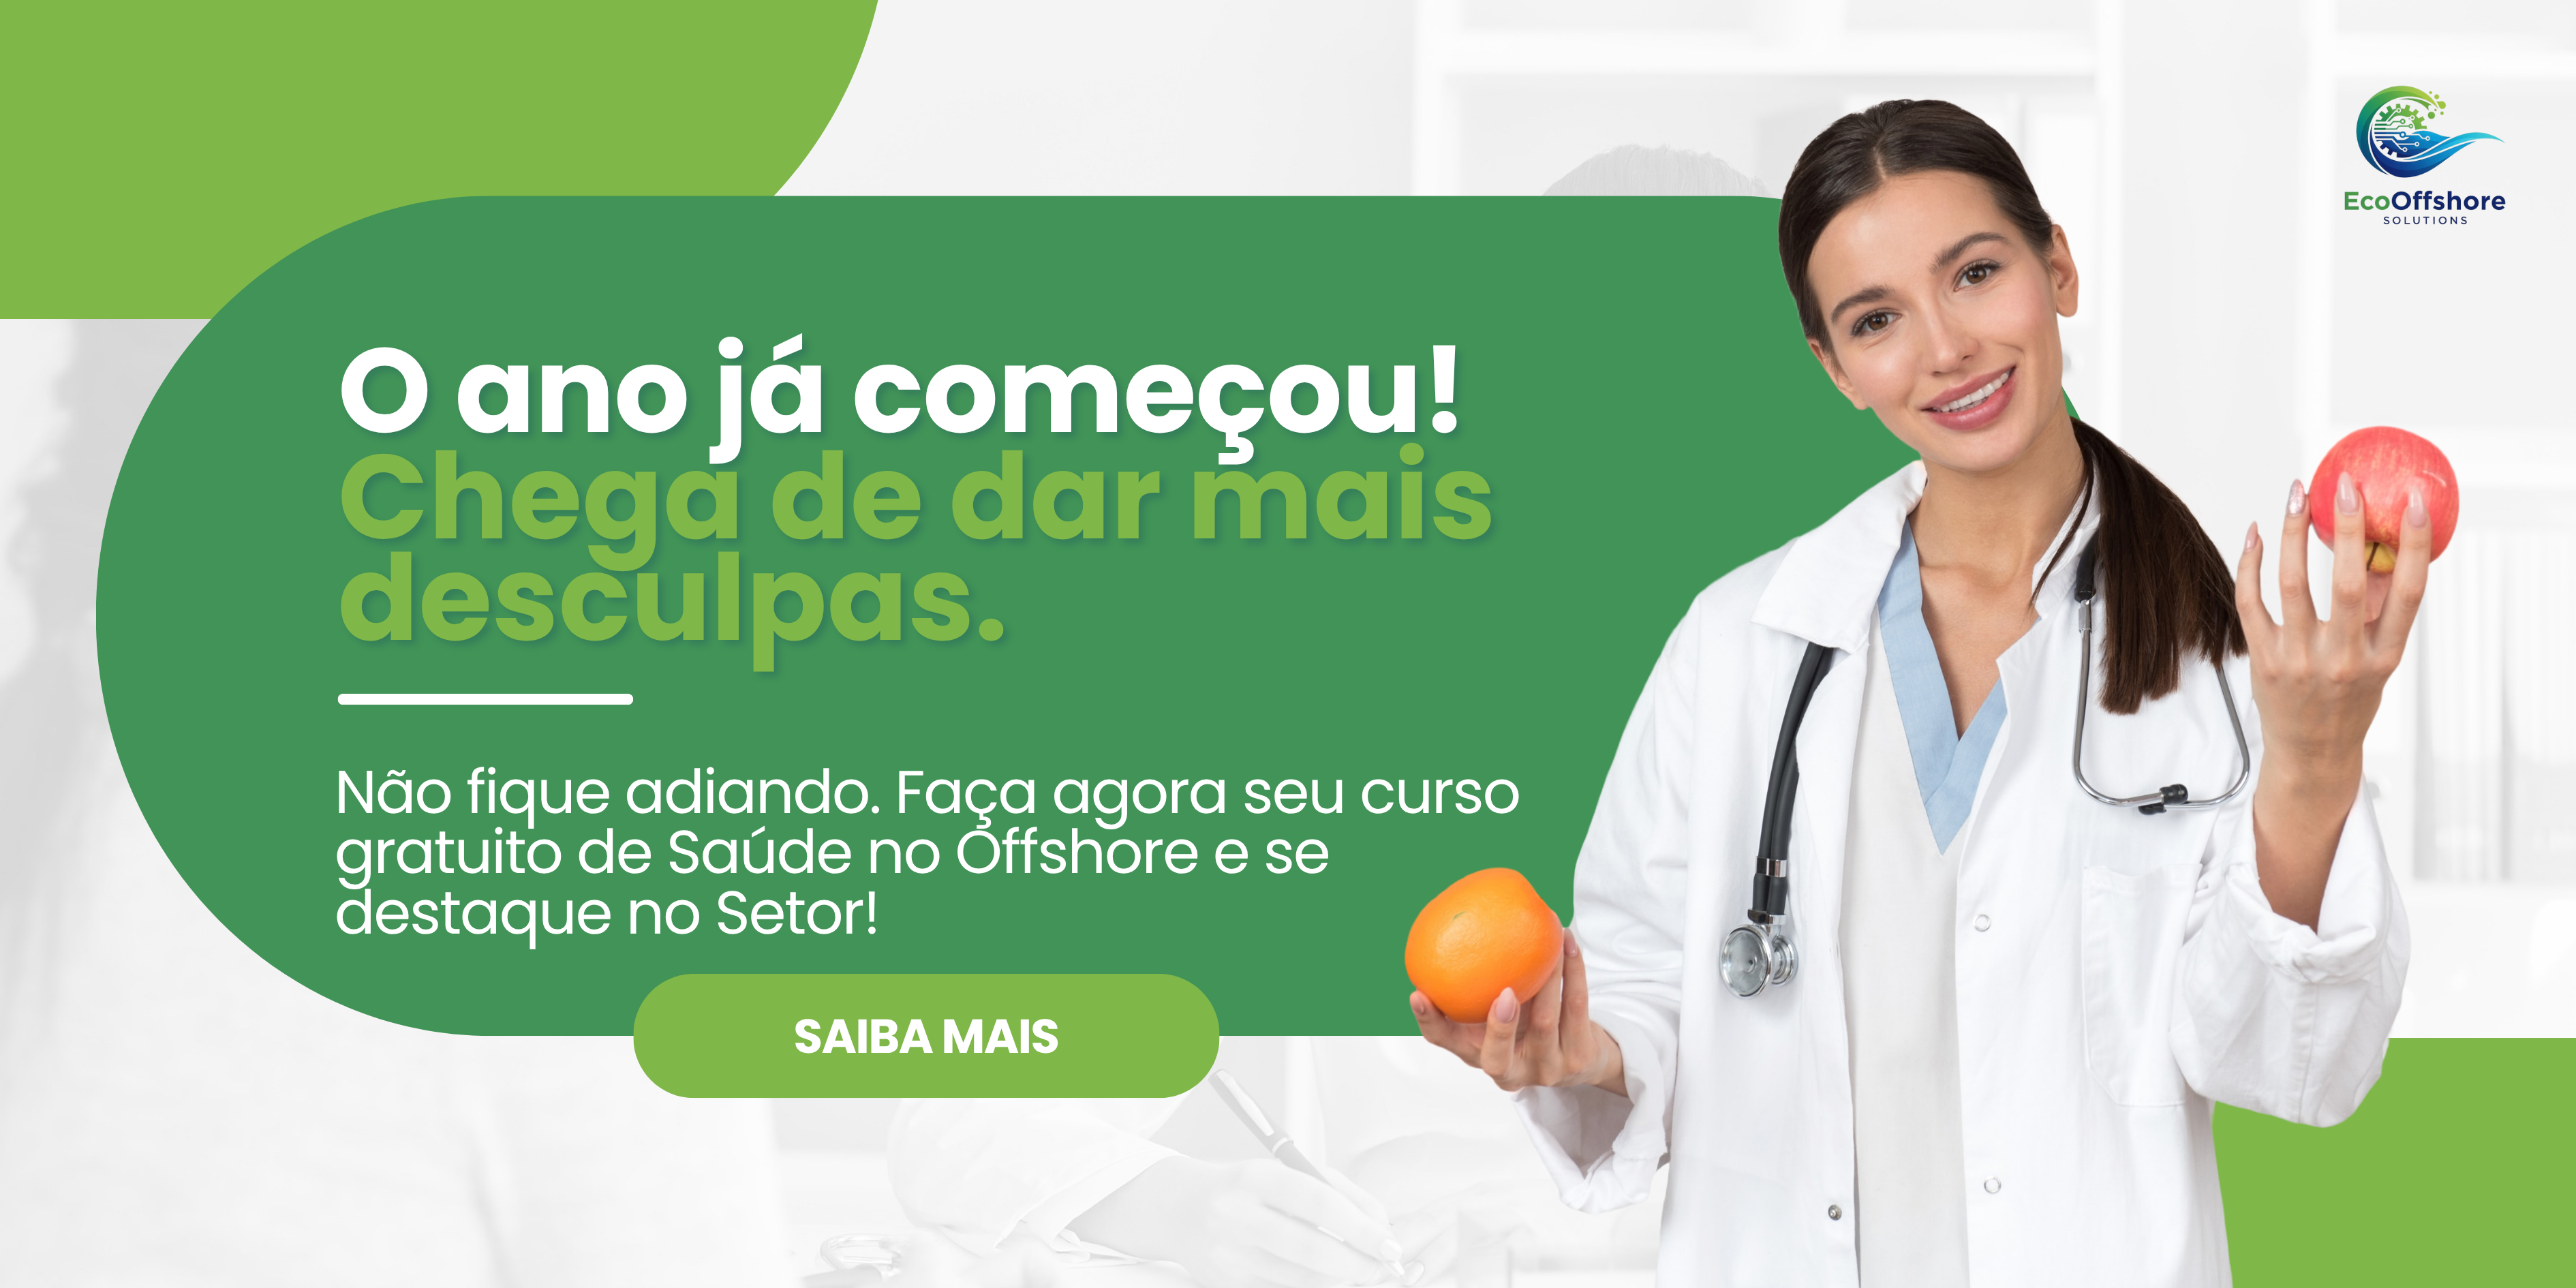 EcoOffshore
SOLUTIONS
O ano já começou!
Chega de dar mais
desculpas.
Não fique adiando. Faça agora seu curso
gratuito de Saúde no Offshore e se
destaque no Setor!
SAIBA MAIS